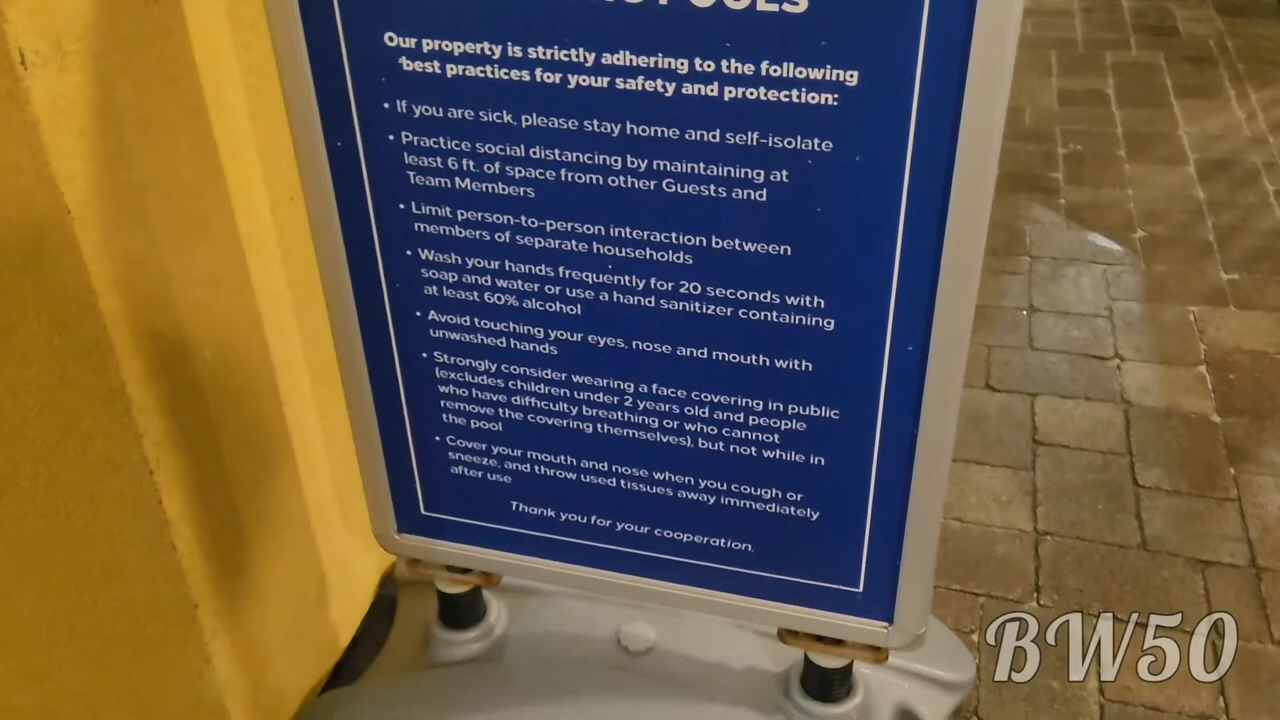 POOLS
Our property is strictly adhering to the following
best practices for your safety and protection:
• If you are sick, please stay home and self-isolate
• Practice social distancing by maintaining at
least 6 ft. of space from other Guests and
Team Members
• Limit person-to-person interaction between
members of separate households
• Wash your hands frequently for 20 seconds with
soap and water or use a hand sanitizer containing
at least 60% alcohol
• Avoid touching your eyes, nose and mouth with
unwashed hands
• Strongly consider wearing a face covering in public
(excludes children under 2 years old and people
who have difficulty breathing or who cannot
remove the covering themselves), but not while in
the pool
• Cover your mouth and nose when you cough or
sneeze, and throw used tissues away immediately
after use
Thank you for your cooperation.
BW50